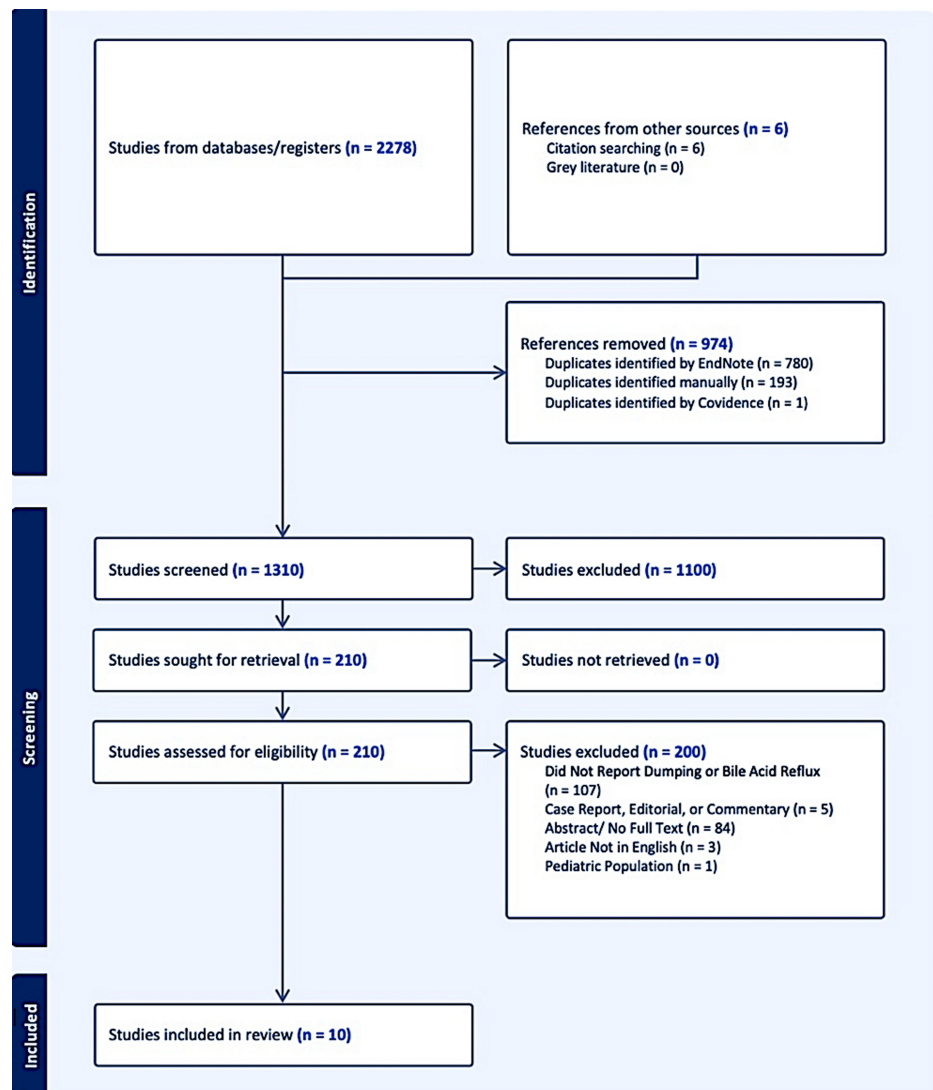 Identification
Studies from databases/registers (n = 2278)
References from other sources (n = 6)
Citation searching (n = 6)
Grey literature (n = 0)
References removed (n = 974)
Duplicates identified by EndNote (n = 780)
Duplicates identified manually (n = 193)
Duplicates identified by Covidence (n = 1)
Screening
Studies screened (n = 1310)
Studies excluded (n = 1100)
Studies sought for retrieval (n = 210)
Studies not retrieved (n = 0)
Studies assessed for eligibility (n = 210)
Studies excluded (n = 200)
Did Not Report Dumping or Bile Acid Reflux
(n = 107)
Case Report, Editorial, or Commentary (n = 5)
Abstract/ No Full Text (n = 84)
Article Not in English (n = 3)
Pediatric Population (n = 1)
Included
Studies included in review (n = 10)